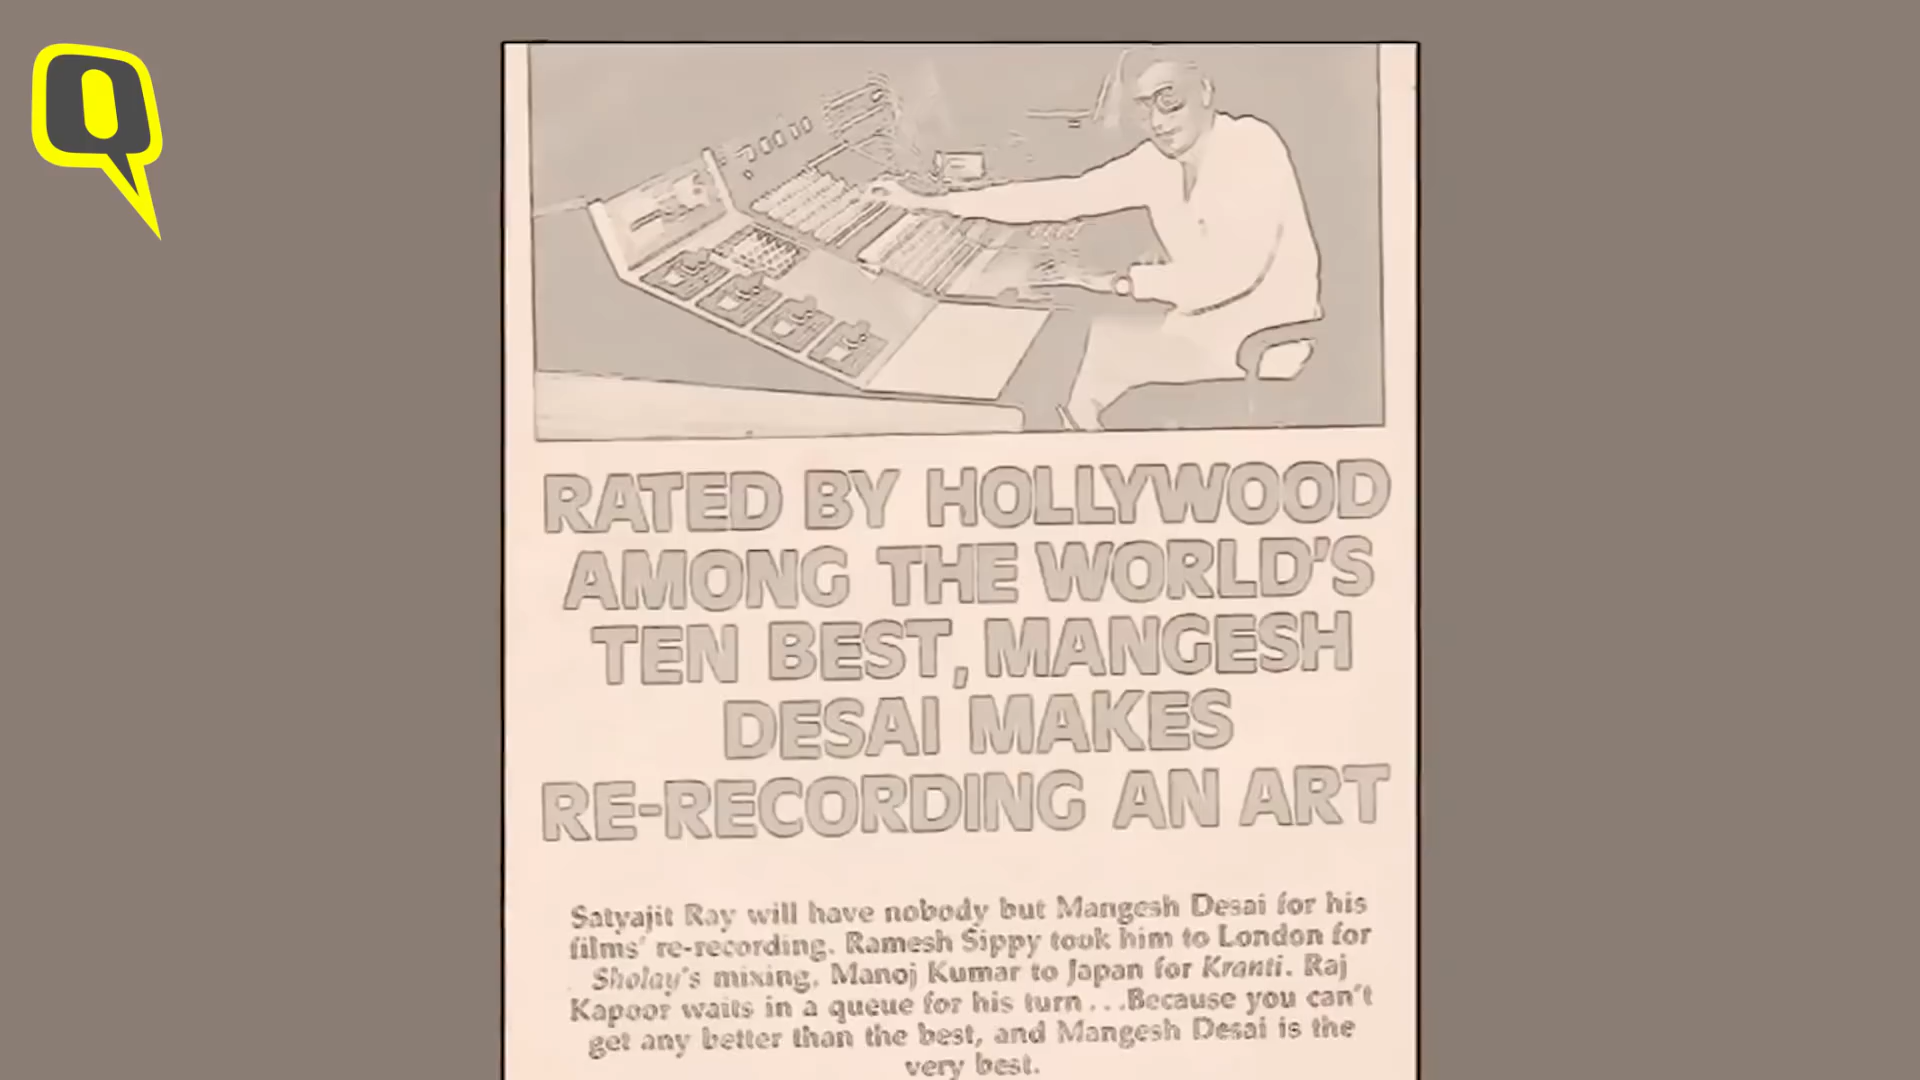 RATED BY HOLLYWOOD
AMONG THE WORLD'S
TEN BEST, MANGESH
DESAI MAKES
RE-RECORDING AN ART
Satyajit Ray will have nobody but Mangesh Desai for his
films' re-recording. Ramesh Sippy took him to London for
Sholay's mixing, Manoj Kumar to Japan for Kranti. Raj
Kapoor waits in a queue for his turn...Because you can't
get any better than the best, and Mangesh Desai is the
very best.